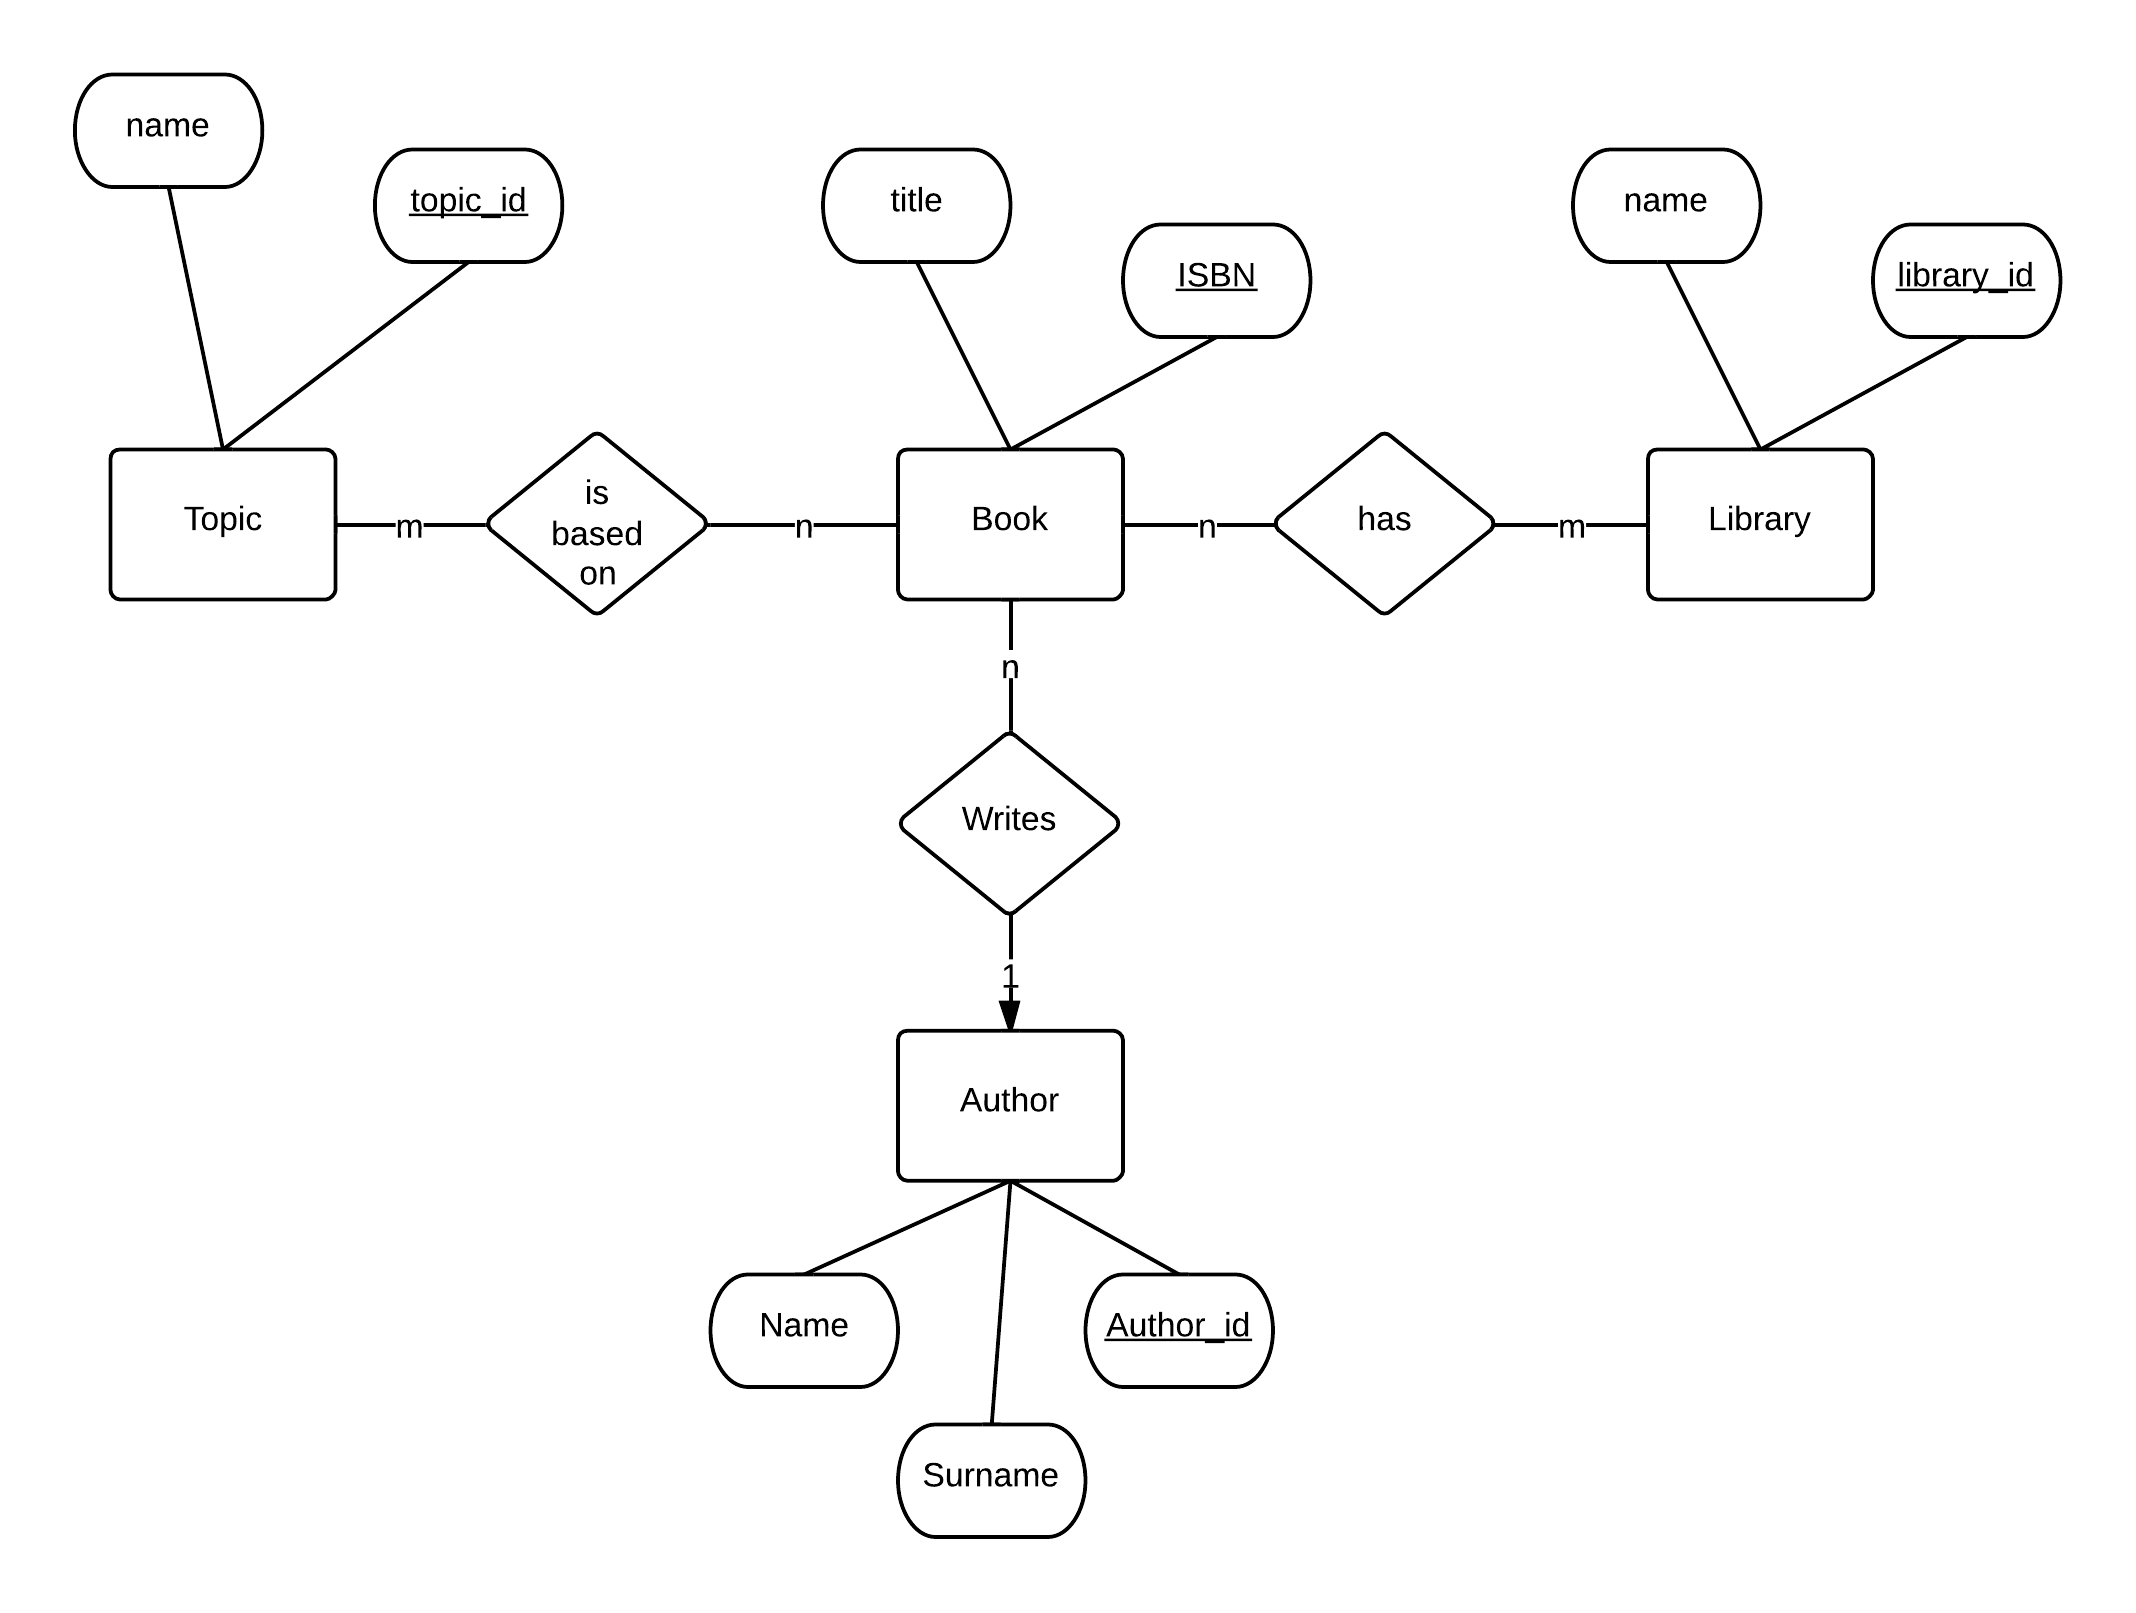 name
topic_id
title
name
ISBN
library_id
Topic
m
is
based
on
n
Book
n
has
m
Library
n
Writes
1
Author
Name
Author_id
Surname